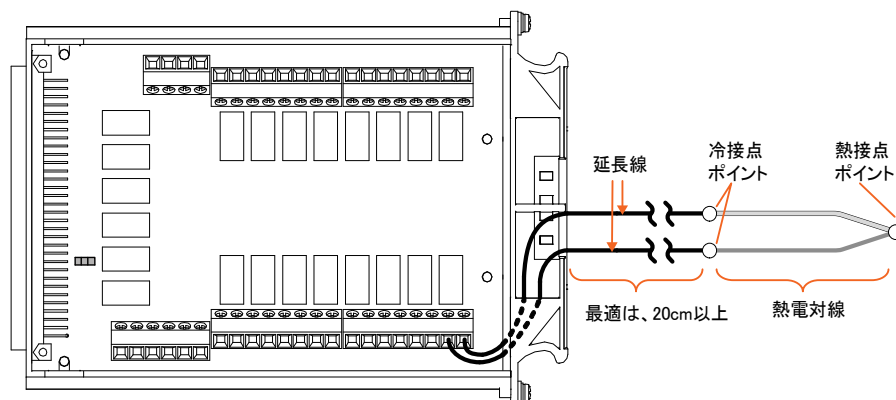 延長線
冷接点
ポイント
熱接点
ポイント
最適は、20cm以上
熱電対線